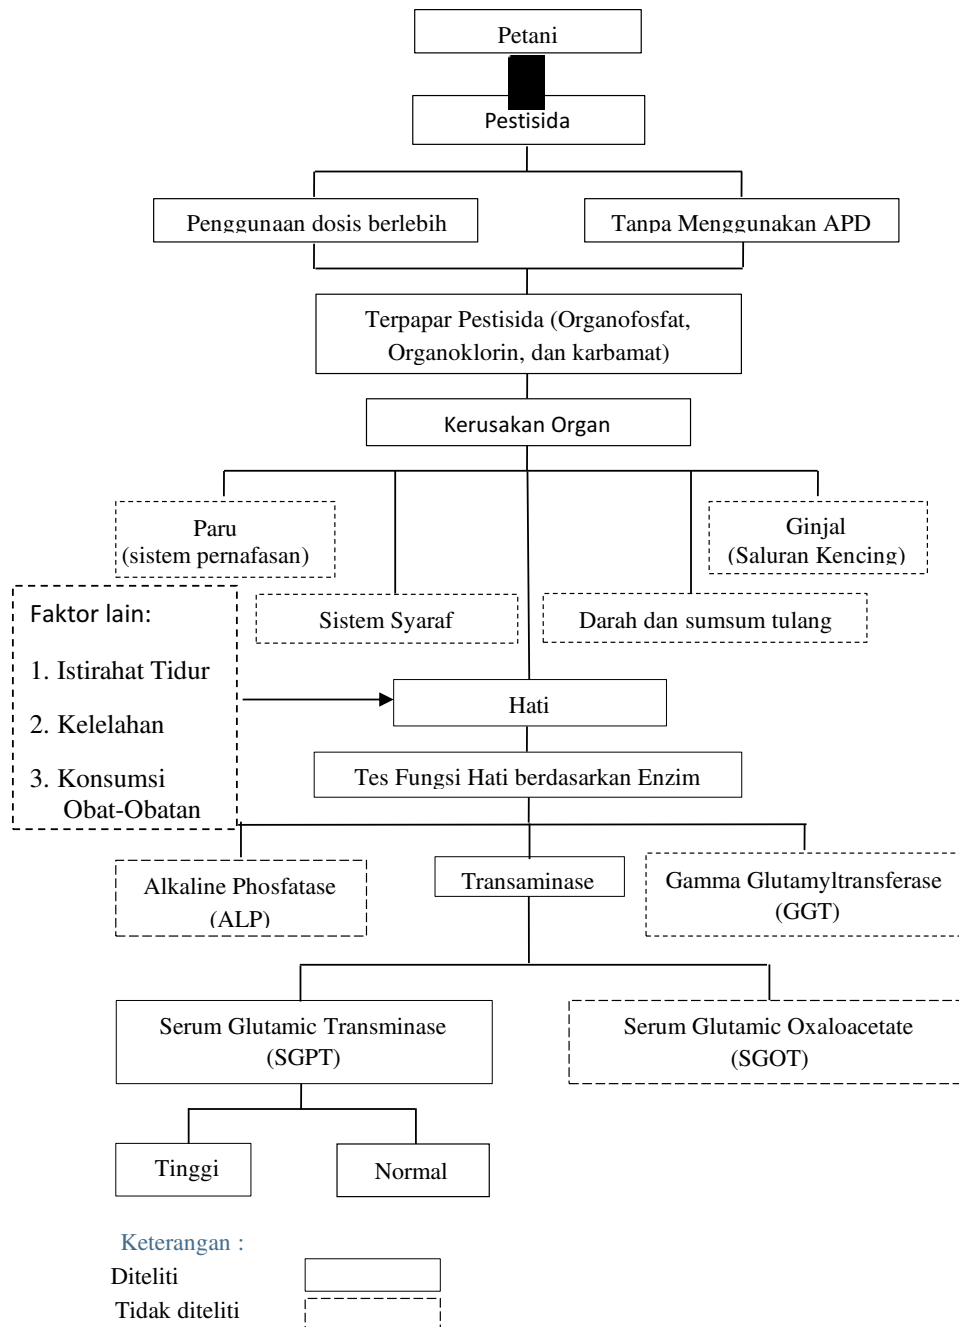 Petani
Pestisida
Penggunaan dosis berlebih
Tanpa Menggunakan APD
Terpapar Pestisida (Organofosfat,
Organoklorin, dan karbamat)
Kerusakan Organ
Paru
(sistem pernafasan)
Ginjal
(Saluran Kencing)
Sistem Syaraf
Darah dan sumsum tulang
Faktor lain:
1. Istirahat Tidur
2. Kelelahan
3. Konsumsi
Obat-Obatan
Hati
Tes Fungsi Hati berdasarkan Enzim
Alkaline Phosfatase
(ALP)
Transaminase
Gamma Glutamyltransferase
(GGT)
Serum Glutamic Transminase
(SGPT)
Serum Glutamic Oxaloacetate
(SGOT)
Tinggi
Normal
Keterangan :
Diteliti
Tidak diteliti